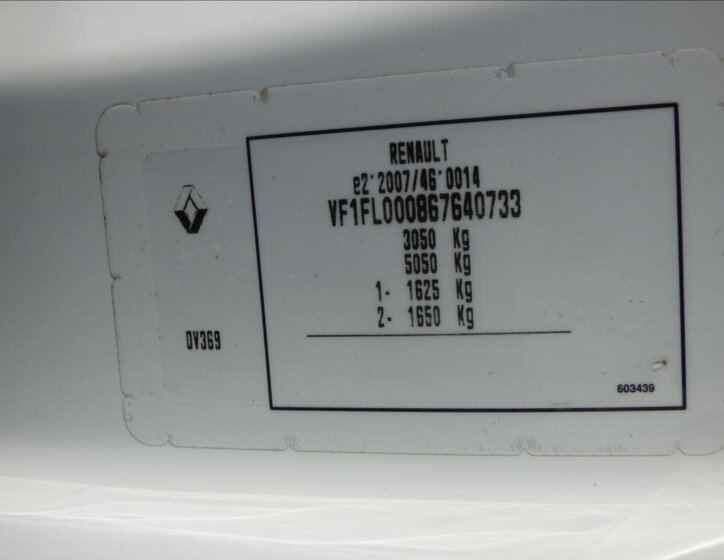 RENAULT
e2*2007/46*0014
VF1FL000867640733
3050 Kg
5050 Kg
1- 1625 Kg
2- 1650 Kg
DV369
603439